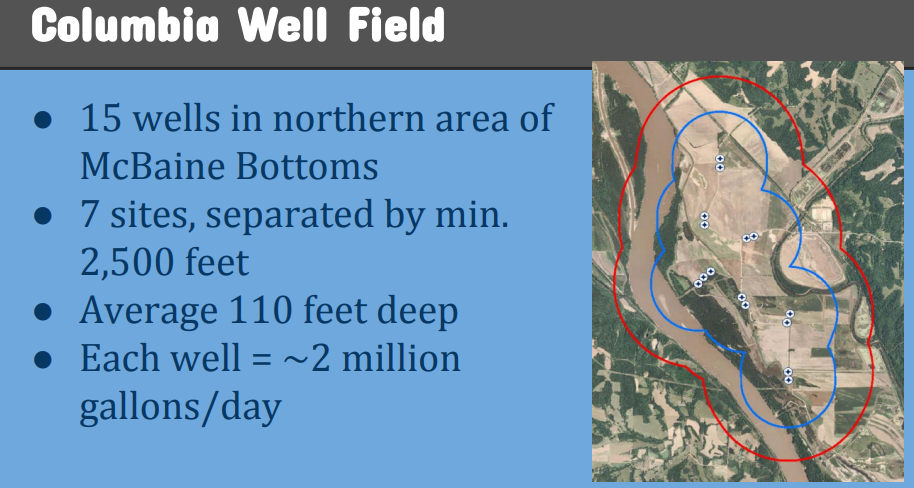 Columbia Well Field
● 15 wells in northern area of
McBaine Bottoms
● 7 sites, separated by min.
2,500 feet
● Average 110 feet deep
● Each well = ~2 million
gallons/day